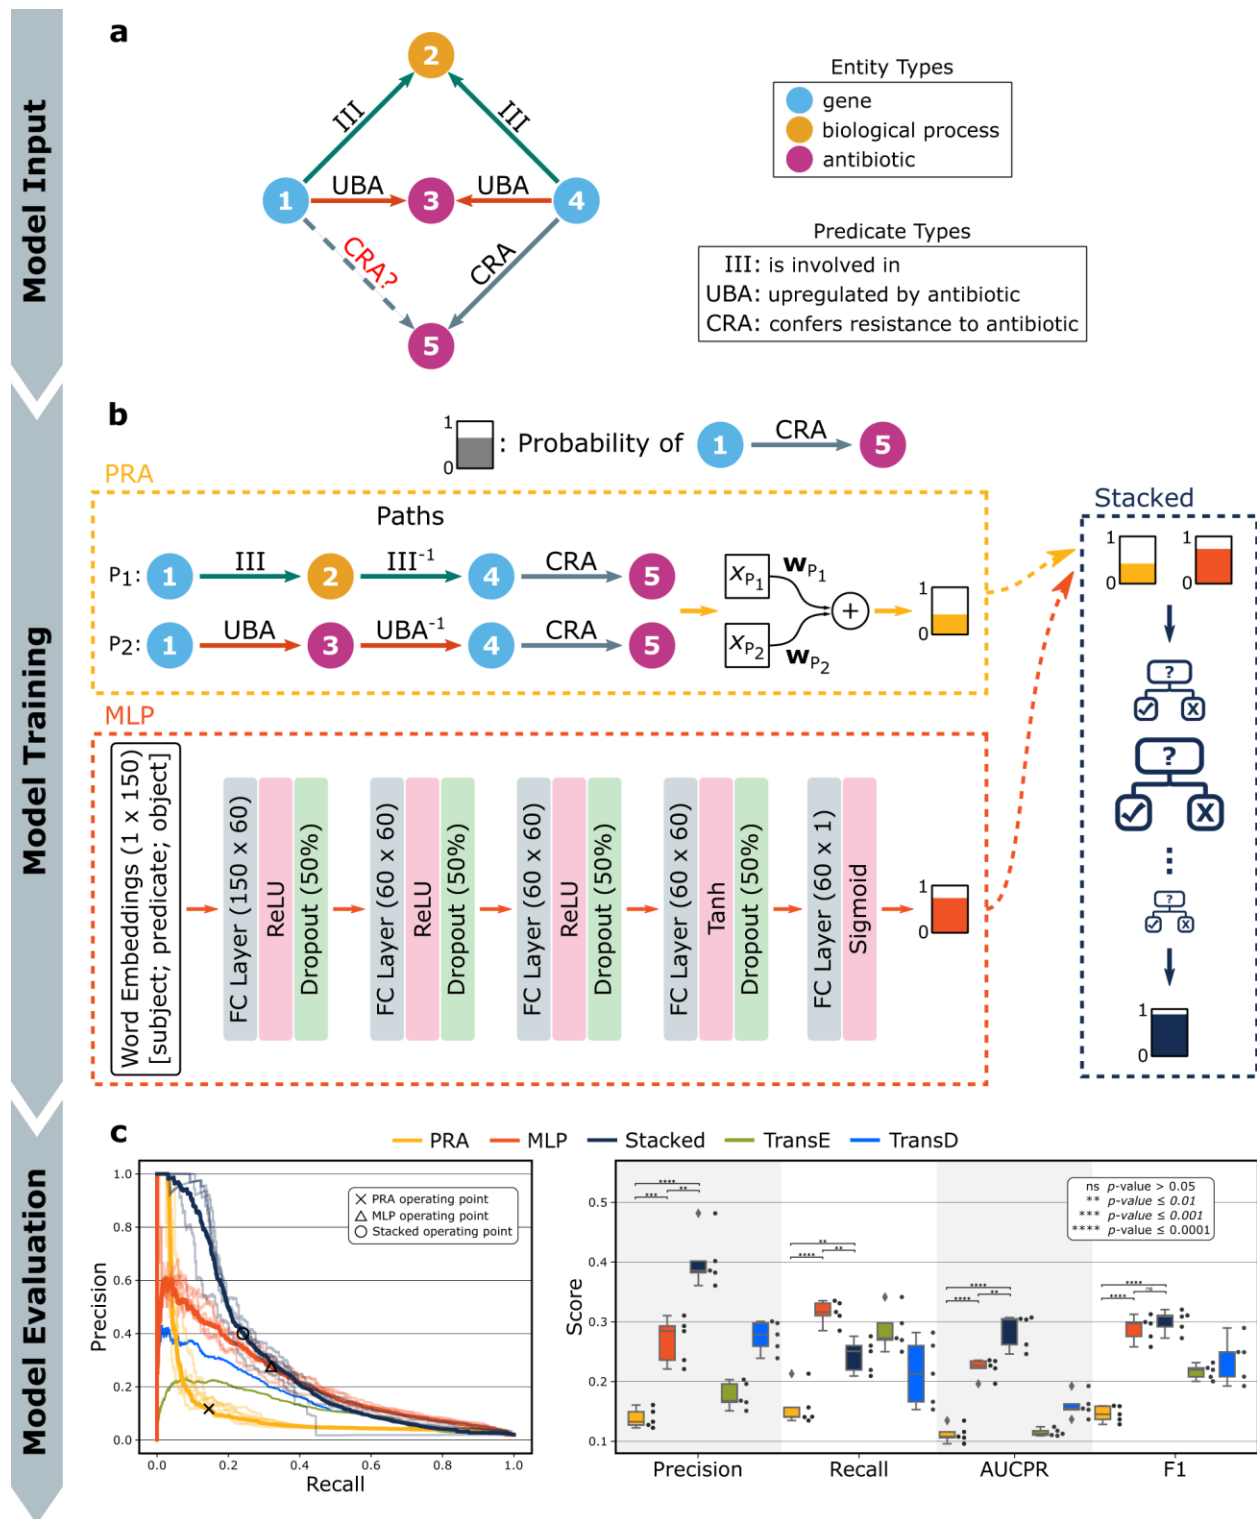 Model Input
a
2
III
III
1
UBA
3
UBA
4
CRA?
CRA
5
Entity Types
gene
biological process
antibiotic
Predicate Types
III: is involved in
UBA: upregulated by antibiotic
CRA: confers resistance to antibiotic
Model Training
b
1
0
: Probability of
1
CRA
5
PRA
Paths
P1:
1
III
2
III-1
4
CRA
5
P2:
1
UBA
3
UBA-1
4
CRA
5
xP1
wP1
xP2
wP2
+
1
0
Stacked
1
0
1
0
?
?
?
1
0
MLP
Word Embeddings (1 x 150)
[subject; predicate; object]
FC Layer (150 x 60)
ReLU
Dropout (50%)
FC Layer (60 x 60)
ReLU
Dropout (50%)
FC Layer (60 x 60)
ReLU
Dropout (50%)
FC Layer (60 x 60)
Tanh
Dropout (50%)
FC Layer (60 x 1)
Sigmoid
1
0
Model Evaluation
c
PRA
MLP
Stacked
TransE
TransD
Precision
1.0
0.8
0.6
0.4
0.2
0.0
PRA operating point
MLP operating point
Stacked operating point
0.0 0.2 0.4 0.6 0.8 1.0
Recall
Score
0.5
0.4
0.3
0.2
0.1
**** 
*** **
**
**** **
****
**** **
****
**** ns
ns p-value > 0.05
** p-value ≤ 0.01
*** p-value ≤ 0.001
**** p-value ≤ 0.0001
Precision Recall AUCPR F1